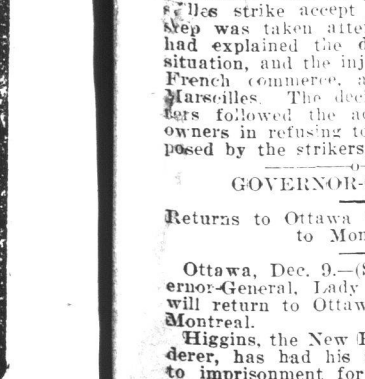 strike accept
step was taken afte
had explained the d
situation, and the inj
French commerce, a
Marseilles. The dec
ters followed the a
owners in refusing t
posed by the strikers
GOVERNOR-
Returns to Ottawa
to Mon
Ottawa, Dec. 9.—(S
ernor-General, Lady
will return to Ottaw
Montreal.
Higgins, the New B
derer, has had his
to imprisonment for